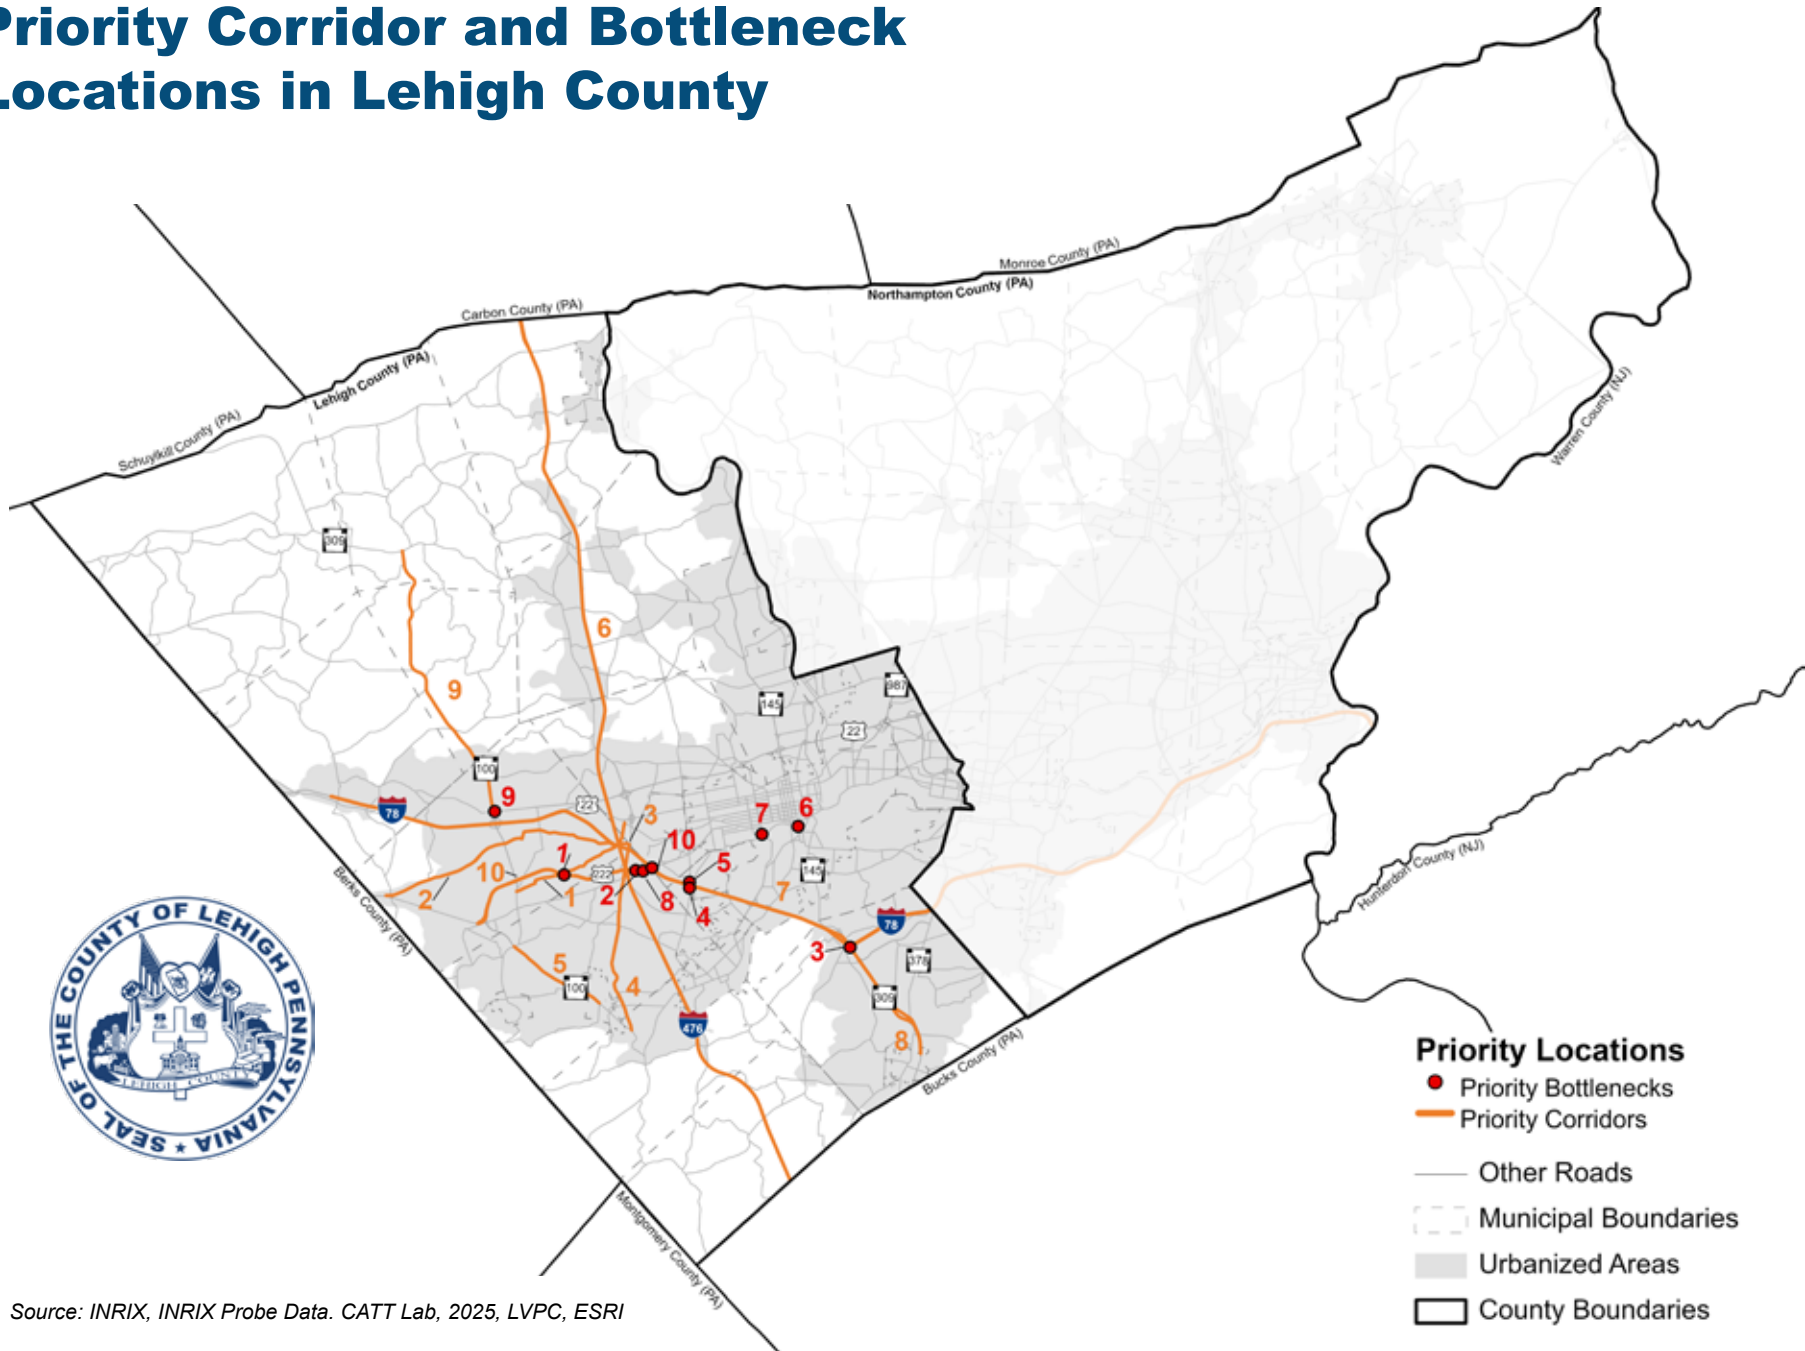 Priority Corridor and Bottleneck
Locations in Lehigh County
Monroe County (PA)
Northampton County (PA)
Carbon County (PA)
Lehigh County (PA)
Schuylkill County (PA)
Warren County (NJ)
309
6
9
987
145
22
100
9
78
22
3
7
6
10
1
5
10
222
145
2
1
2
8
4
7
78
3
378
5
100
4
309
476
8
Berks County (PA)
Hunterdon County (NJ)
Bucks County (PA)
Montgomery County (PA)
SEAL OF THE COUNTY OF LEHIGH PENNSYLVANIA
LEHIGH COUNTY
Priority Locations
Priority Bottlenecks
Priority Corridors
Other Roads
Municipal Boundaries
Urbanized Areas
County Boundaries
Source: INRIX, INRIX Probe Data. CATT Lab, 2025, LVPC, ESRI